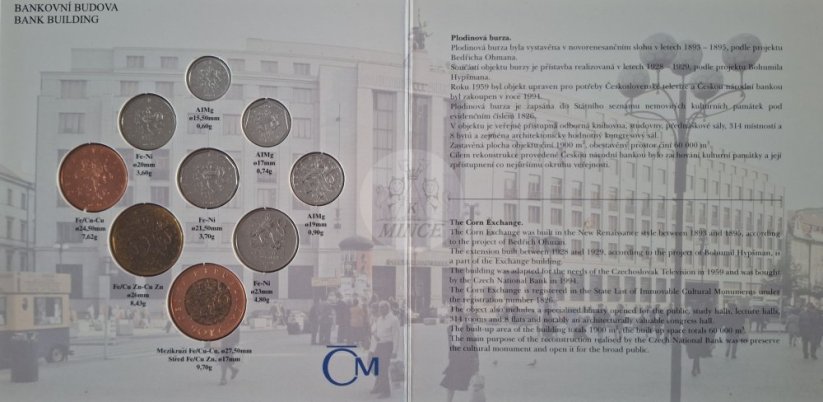 BANKOVNÍ BUDOVA
BANK BUILDING
AlMg
ø15,50mm
0,60g
Fe-Ni
ø20mm
3,60g
AlMg
ø17mm
0,74g
Fe/Cu-Cu
ø24,50mm
7,62g
Fe-Ni
ø21,50mm
3,70g
AlMg
ø19mm
0,90g
Fe/Cu Zn-Cu Zn
ø26mm
8,43g
Fe-Ni
ø23mm
4,80g
Mezikruží Fe/Cu-Cu, ø27,50mm
Střed Fe/Cu Zn, ø17mm
9,70g
ČM
Plodinová burza.
Plodinová burza byla vystavěna v novorenesančním slohu v letech 1893 – 1895, podle projektu
Bedřicha Ohmana.
Součástí objektu burzy je přístavba realizovaná v letech 1928 – 1929, podle projektu Bohumila
Hypšmana.
Roku 1959 byl objekt upraven pro potřeby Československé televize a Českou národní bankou
byl zakoupen v roce 1994.
Plodinová burza je zapsána do Státního seznamu nemovitých kulturních památek pod
evidenčním číslem 1826.
V objektu je veřejně přístupná odborná knihovna, studovny, přednáškové sály, 314 místností a
8 bytů a zejména architektonicky hodnotný kongresový sál.
Zastavěná plocha objektu činí 1900 m², obestavěný prostor činí 60 000 m³.
Cílem rekonstrukce provedené Českou národní bankou bylo zachování kulturní památky a její
zpřístupnění co nejširšímu okruhu veřejnosti.
MINCE
The Corn Exchange.
The Corn Exchange was built in the New Renaissance style between 1893 and 1895, according
to the project of Bedřich Ohman.
The extension built between 1928 and 1929, according to the project of Bohumil Hypšman, is
a part of the Exchange building.
The building was adapted for the needs of the Czechoslovak Television in 1959 and was bought
by the Czech National Bank in 1994.
The Corn Exchange is registered in the State List of Immovable Cultural Monuments under
the registration number 1826.
The object also includes a specialised library opened for the public, study halls, lecture halls,
314 rooms and 8 flats and notably an architecturally valuable congress hall.
The built-up area of the building totals 1900 m², the built-up space totals 60 000 m³.
The main purpose of the reconstruction realised by the Czech National Bank was to preserve
the cultural monument and open it for the broad public.